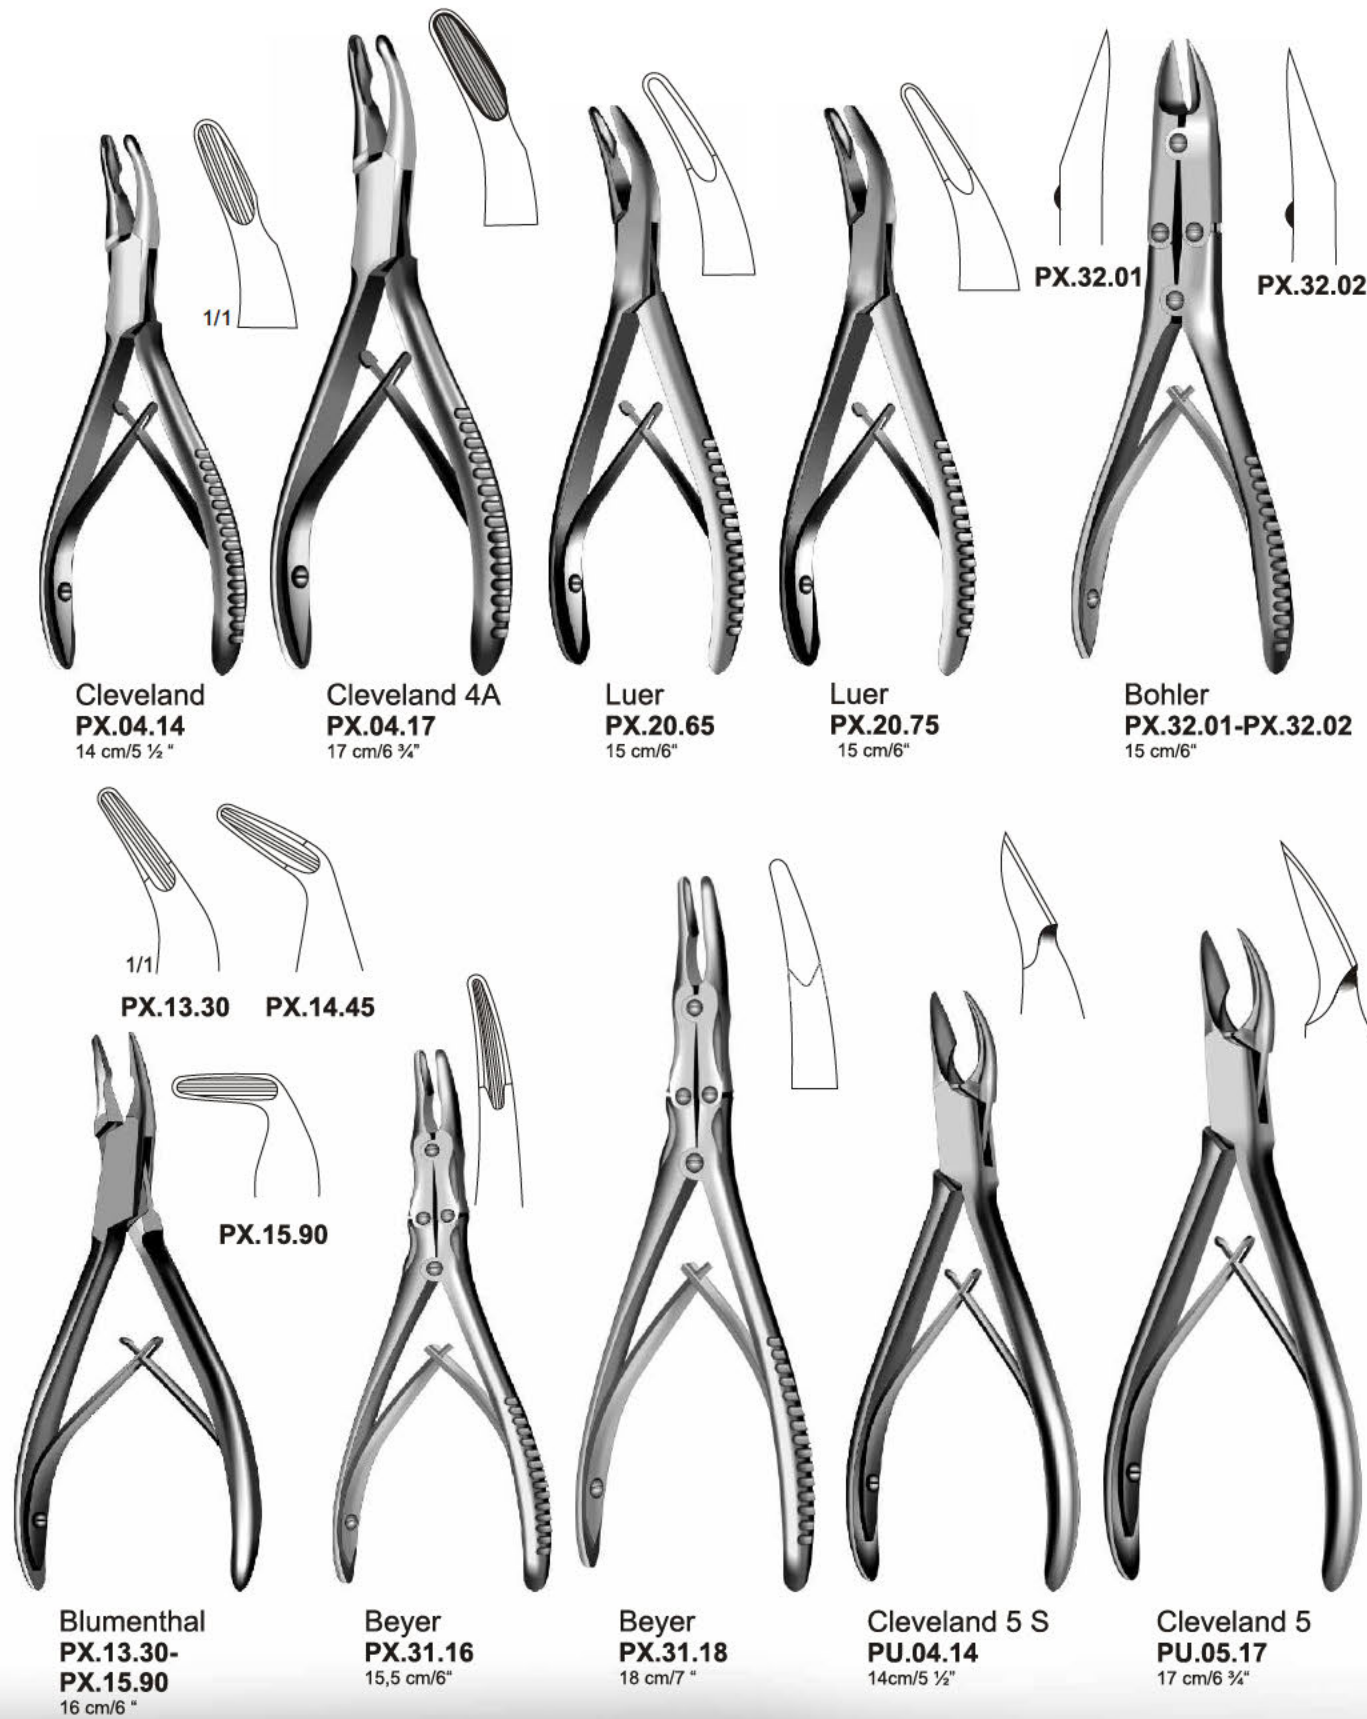 1/1
PX.32.01
PX.32.02
Cleveland
PX.04.14
14 cm/5 ½ “
Cleveland 4A
PX.04.17
17 cm/6 ¾”
Luer
PX.20.65
15 cm/6“
Luer
PX.20.75
15 cm/6“
Bohler
PX.32.01-PX.32.02
15 cm/6“
1/1
PX.13.30
PX.14.45
PX.15.90
Blumenthal
PX.13.30-
PX.15.90
16 cm/6 “
Beyer
PX.31.16
15,5 cm/6“
Beyer
PX.31.18
18 cm/7 “
Cleveland 5 S
PU.04.14
14cm/5 ½”
Cleveland 5
PU.05.17
17 cm/6 ¾“